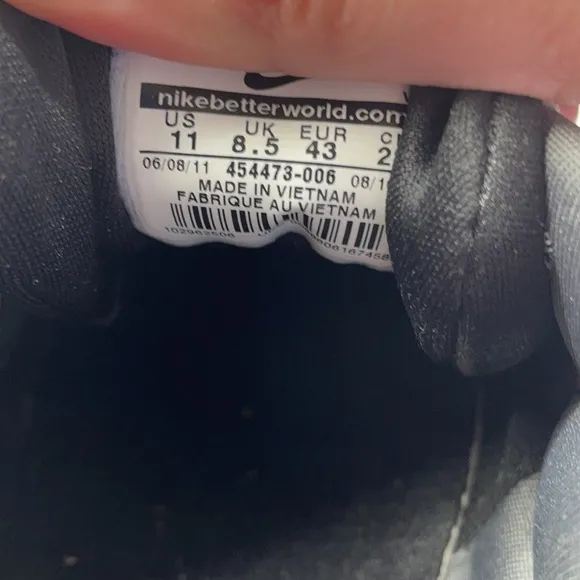 nikebetterworld.com
US UK EUR
11 8.5 43
06/08/11 454473-006
MADE IN VIETNAM
FABRIQUE AU VIETNAM